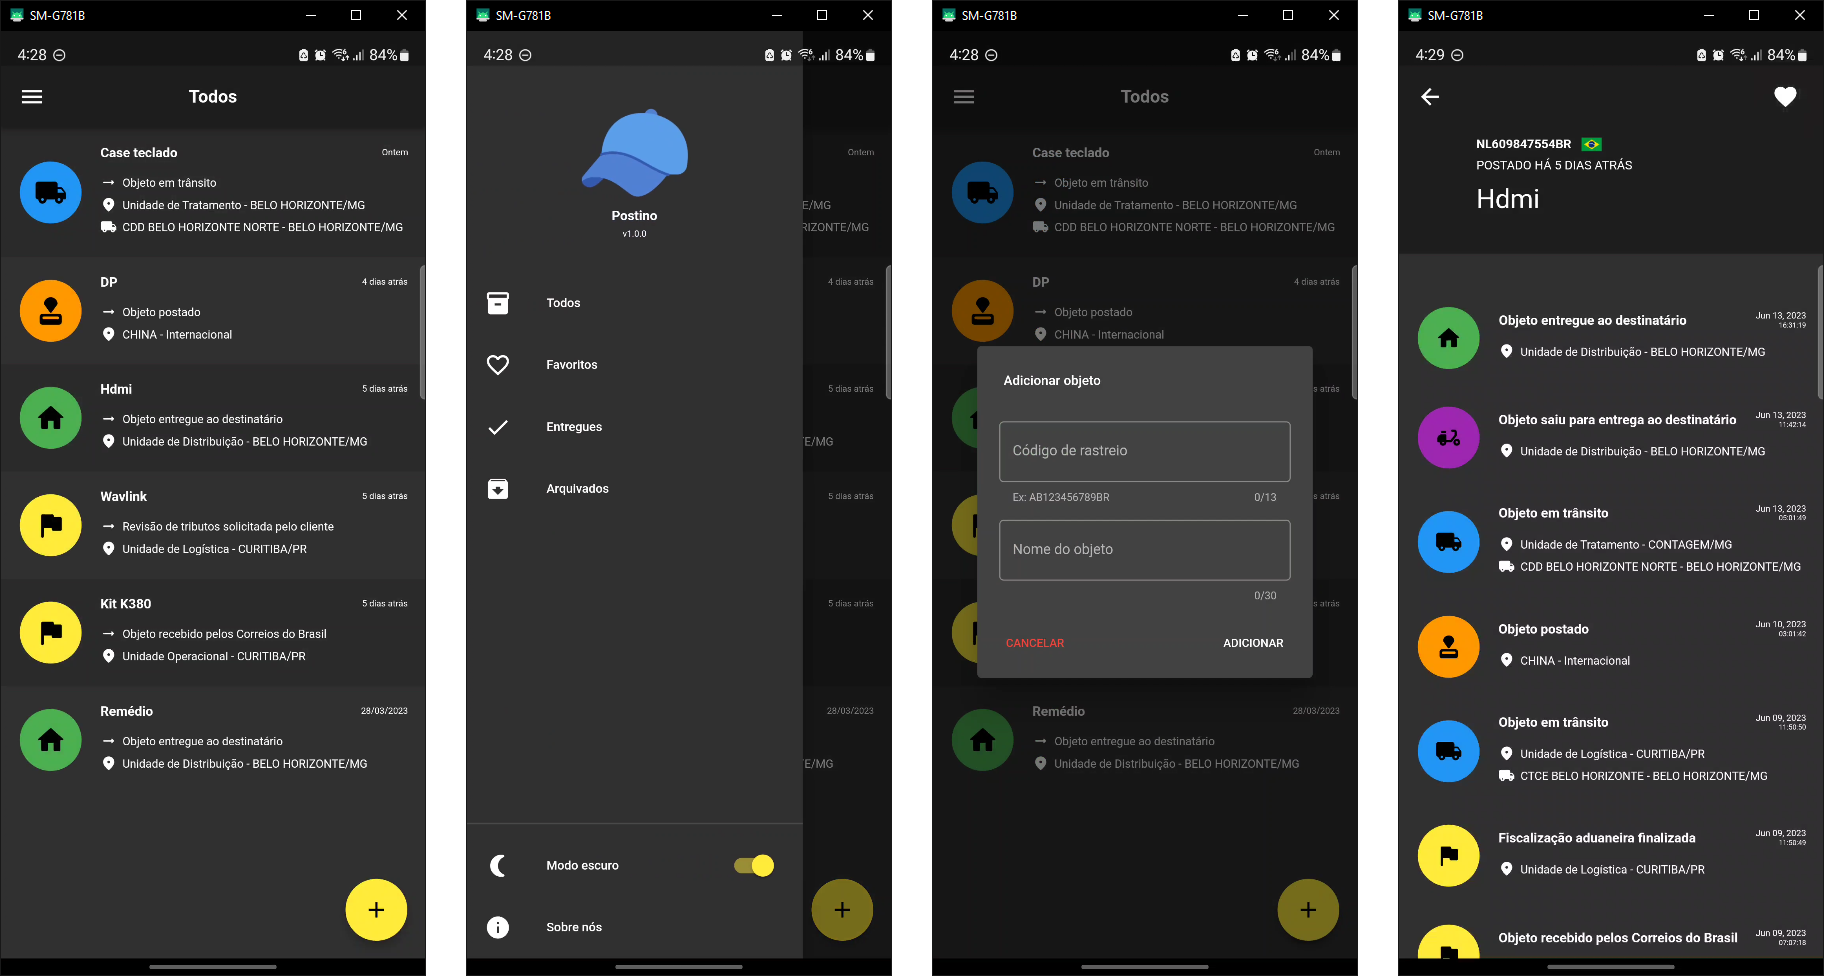 SM-G781B
4:28
84%
Todos
Case teclado
Ontem
Objeto em trânsito
Unidade de Tratamento - BELO HORIZONTE/MG
CDD BELO HORIZONTE NORTE - BELO HORIZONTE/MG
DP
4 dias atrás
Objeto postado
CHINA - Internacional
Hdmi
5 dias atrás
Objeto entregue ao destinatário
Unidade de Distribuição - BELO HORIZONTE/MG
Wavlink
5 dias atrás
Revisão de tributos solicitada pelo cliente
Unidade de Logística - CURITIBA/PR
Kit K380
5 dias atrás
Objeto recebido pelos Correios do Brasil
Unidade Operacional - CURITIBA/PR
Remédio
28/03/2023
Objeto entregue ao destinatário
Unidade de Distribuição - BELO HORIZONTE/MG
+
SM-G781B
4:28
84%
Postino
v1.0.0
Todos
Favoritos
Entregues
Arquivados
Modo escuro
Sobre nós
Ontem
/MG
RIZONTE/MG
4 dias atrás
5 dias atrás
NTE/MG
5 dias atrás
5 dias atrás
28/03/2023
TE/MG
+
SM-G781B
4:28
84%
Todos
Case teclado
Ontem
Objeto em trânsito
Unidade de Tratamento - BELO HORIZONTE/MG
CDD BELO HORIZONTE NORTE - BELO HORIZONTE/MG
DP
4 dias atrás
Objeto postado
CHINA - Internacional
5 dias atrás
s atrás
s atrás
Adicionar objeto
Código de rastreio
Ex: AB123456789BR
0/13
Nome do objeto
0/30
CANCELAR
ADICIONAR
Remédio
28/03/2023
Objeto entregue ao destinatário
Unidade de Distribuição - BELO HORIZONTE/MG
+
SM-G781B
4:29
84%
NL609847554BR
POSTADO HÁ 5 DIAS ATRÁS
Hdmi
Objeto entregue ao destinatário
Jun 13, 2023
16:31:19
Unidade de Distribuição - BELO HORIZONTE/MG
Objeto saiu para entrega ao destinatário
Jun 13, 2023
11:42:14
Unidade de Distribuição - BELO HORIZONTE/MG
Objeto em trânsito
Jun 13, 2023
05:01:49
Unidade de Tratamento - CONTAGEM/MG
CDD BELO HORIZONTE NORTE - BELO HORIZONTE/MG
Objeto postado
Jun 10, 2023
03:01:42
CHINA - Internacional
Objeto em trânsito
Jun 09, 2023
11:50:50
Unidade de Logística - CURITIBA/PR
CTCE BELO HORIZONTE - BELO HORIZONTE/MG
Fiscalização aduaneira finalizada
Jun 09, 2023
11:50:49
Unidade de Logística - CURITIBA/PR
Objeto recebido pelos Correios do Brasil
Jun 09, 2023
07:07:18